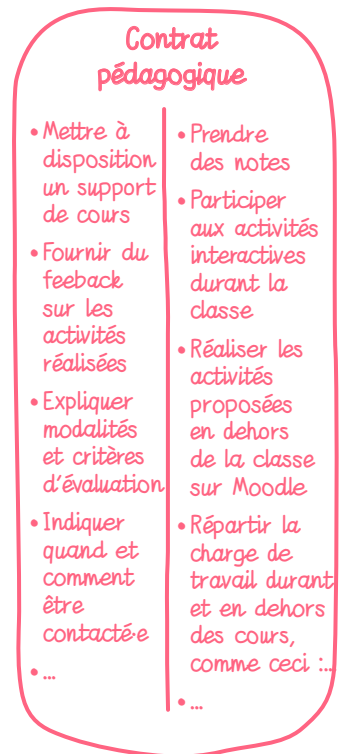 Contrat
pédagogique
• Mettre à
disposition
un support
de cours
• Fournir du
feeback
sur les
activités
réalisées
• Expliquer
modalités
et critères
d'évaluation
• Indiquer
quand et
comment
être
contacté·e
• ...
• Prendre
des notes
• Participer
aux activités
interactives
durant la
classe
• Réaliser les
activités
proposées
en dehors
de la classe
sur Moodle
• Répartir la
charge de
travail durant
et en dehors
des cours,
comme ceci :...
• ...